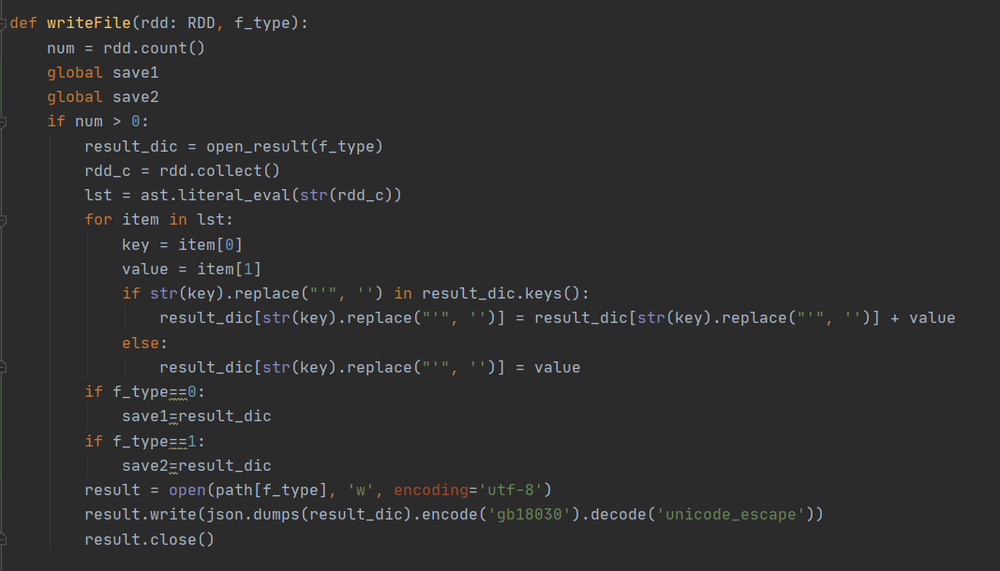 def writeFile(rdd: RDD, f_type):
    num = rdd.count()
    global save1
    global save2
    if num > 0:
        result_dic = open_result(f_type)
        rdd_c = rdd.collect()
        lst = ast.literal_eval(str(rdd_c))
        for item in lst:
            key = item[0]
            value = item[1]
            if str(key).replace("'", '') in result_dic.keys():
                result_dic[str(key).replace("'", '')] = result_dic[str(key).replace("'", '')] + value
            else:
                result_dic[str(key).replace("'", '')] = value
        if f_type==0:
            save1=result_dic
        if f_type==1:
            save2=result_dic
        result = open(path[f_type], 'w', encoding='utf-8')
        result.write(json.dumps(result_dic).encode('gb18030').decode('unicode_escape'))
        result.close()